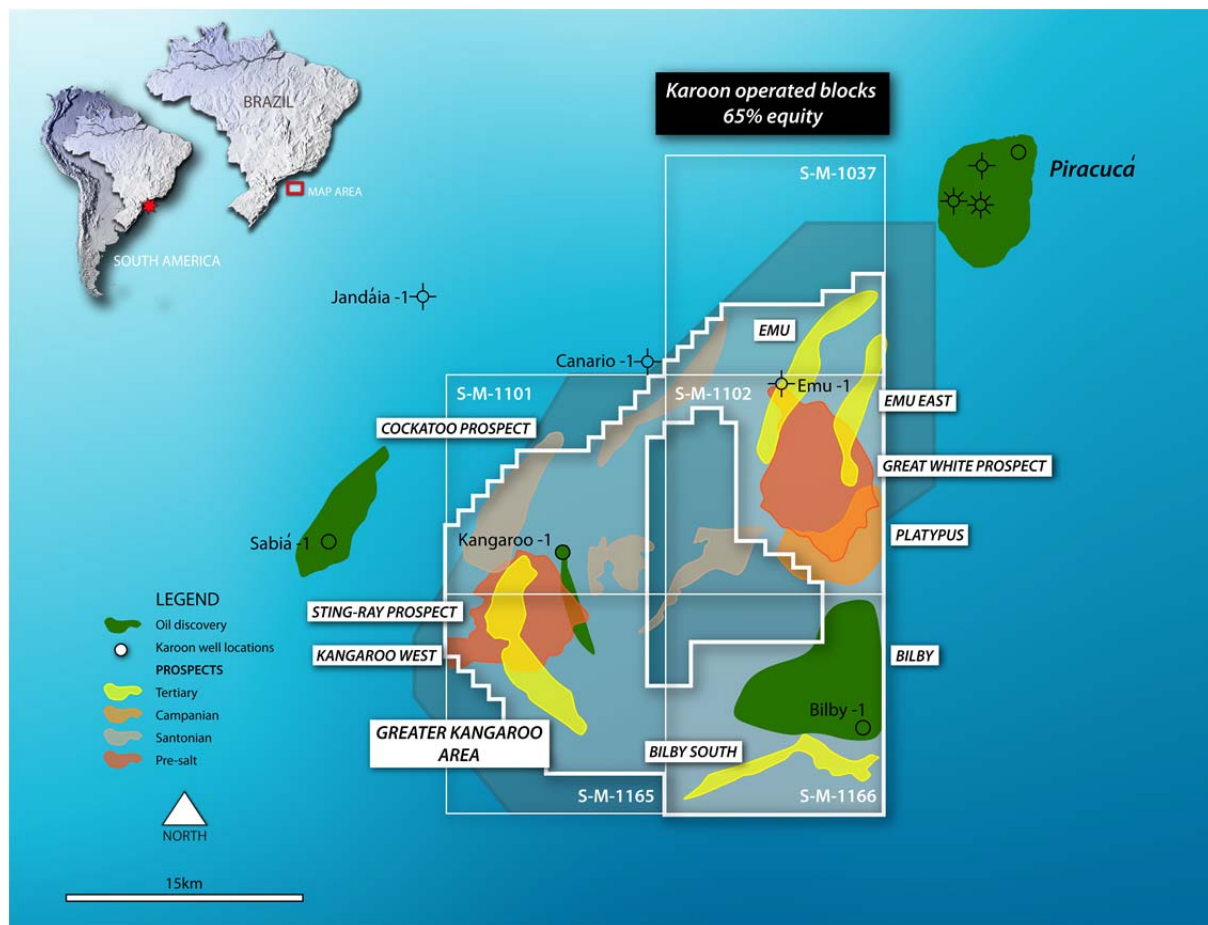 BRAZIL
MAP AREA
SOUTH AMERICA
Karoon operated blocks
65% equity
S-M-1037
Piracucá
Jandáia -1
EMU
Canario -1
Emu -1
S-M-1101
S-M-1102
EMU EAST
COCKATOO PROSPECT
GREAT WHITE PROSPECT
Sabiá -1
Kangaroo -1
PLATYPUS
LEGEND
Oil discovery
Karoon well locations
PROSPECTS
Tertiary
Campanian
Santonian
Pre-salt
STING-RAY PROSPECT
KANGAROO WEST
BILBY
Bilby -1
GREATER KANGAROO
AREA
BILBY SOUTH
S-M-1165
S-M-1166
NORTH
15km